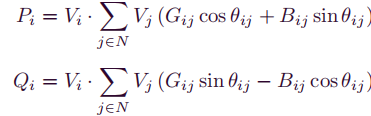 P_i = V_i · ∑_{j∈N} V_j (G_{ij} cos θ_{ij} + B_{ij} sin θ_{ij})
Q_i = V_i · ∑_{j∈N} V_j (G_{ij} sin θ_{ij} − B_{ij} cos θ_{ij})